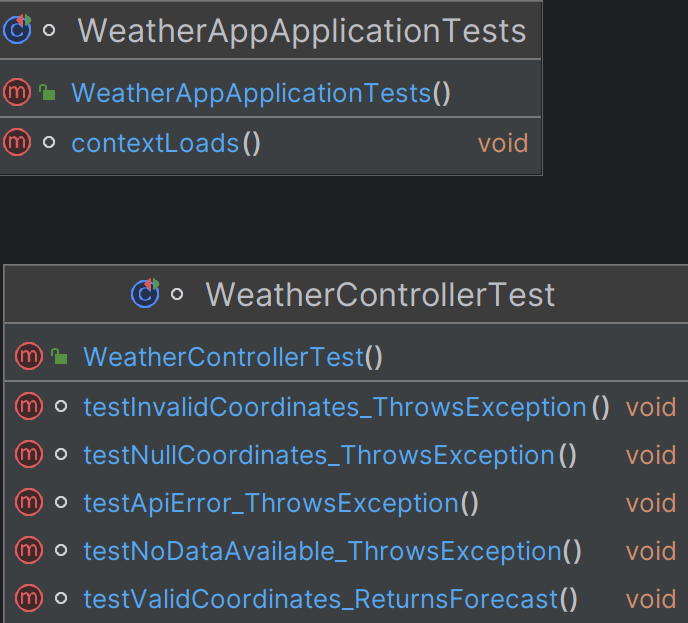 WeatherAppApplicationTests
WeatherAppApplicationTests()
contextLoads() void
WeatherControllerTest
WeatherControllerTest()
testInvalidCoordinates_ThrowsException() void
testNullCoordinates_ThrowsException() void
testApiError_ThrowsException() void
testNoDataAvailable_ThrowsException() void
testValidCoordinates_ReturnsForecast() void